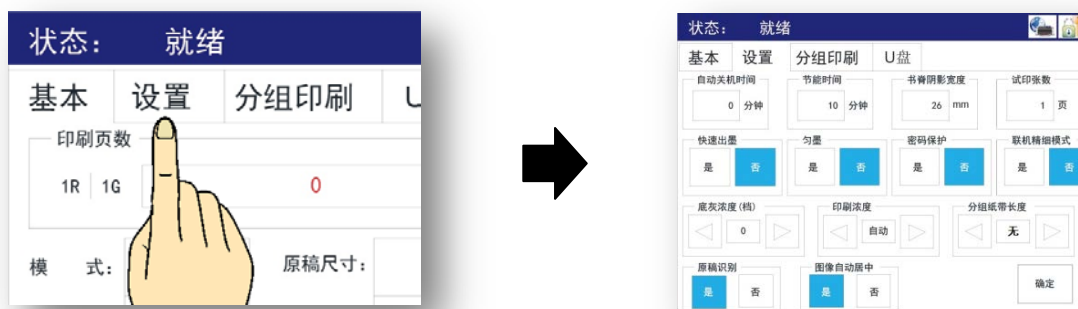 状态： 就绪
基本 设置 分组印刷 U
印刷页数
1R 1G 0
模 式： 原稿尺寸：
状态： 就绪
基本 设置 分组印刷 U盘
自动关机时间 节能时间 书脊阴影宽度 试印张数
0 分钟 10 分钟 26 mm 1 页
快速出墨 匀墨 密码保护 联机精细模式
是 否 是 否 是 否 是 否
底灰浓度(档) 印刷浓度 分组纸带长度
0 自动 无
原稿识别 图像自动居中
是 否 是 否 确定